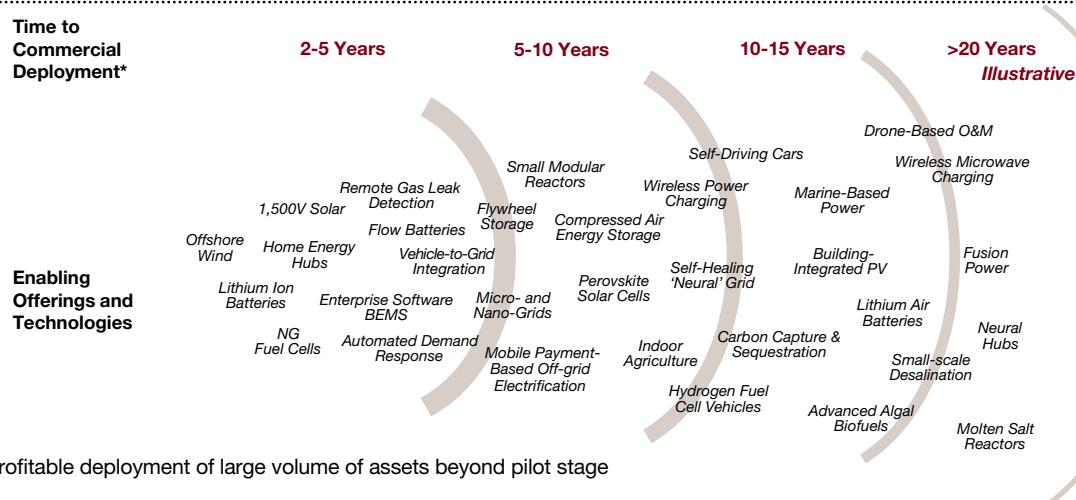 Time to
Commercial
Deployment*
2-5 Years
5-10 Years
10-15 Years
>20 Years
Illustrative
Enabling
Offerings and
Technologies
Offshore
Wind
1,500V Solar
Remote Gas Leak
Detection
Flow Batteries
Home Energy
Hubs
Vehicle-to-Grid
Integration
Lithium Ion
Batteries
Enterprise Software
BEMS
NG
Fuel Cells
Automated Demand
Response
Small Modular
Reactors
Flywheel
Storage
Compressed Air
Energy Storage
Perovskite
Solar Cells
Micro- and
Nano-Grids
Mobile Payment-
Based Off-grid
Electrification
Indoor
Agriculture
Self-Driving Cars
Wireless Power
Charging
Self-Healing
‘Neural’ Grid
Hydrogen Fuel
Cell Vehicles
Marine-Based
Power
Building-
Integrated PV
Carbon Capture &
Sequestration
Lithium Air
Batteries
Small-scale
Desalination
Advanced Algal
Biofuels
Drone-Based O&M
Wireless Microwave
Charging
Fusion
Power
Neural
Hubs
Molten Salt
Reactors
rofitable deployment of large volume of assets beyond pilot stage